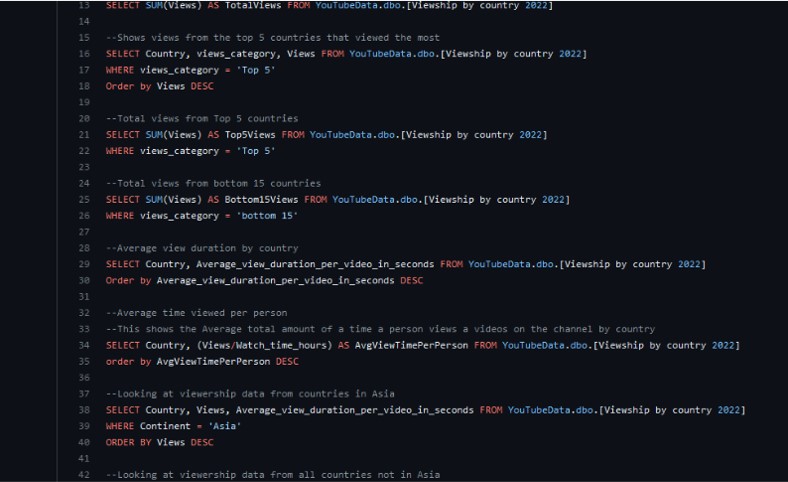 13 SELECT SUM(Views) AS TotalViews FROM YouTubeData.dbo.[Viewship by country 2022]
14
15 --Shows views from the top 5 countries that viewed the most
16 SELECT Country, views_category, Views FROM YouTubeData.dbo.[Viewship by country 2022]
17 WHERE views_category = 'Top 5'
18 Order by Views DESC
19
20 --Total views from Top 5 countries
21 SELECT SUM(Views) AS Top5Views FROM YouTubeData.dbo.[Viewship by country 2022]
22 WHERE views_category = 'Top 5'
23
24 --Total views from bottom 15 countries
25 SELECT SUM(Views) AS Bottom15Views FROM YouTubeData.dbo.[Viewship by country 2022]
26 WHERE views_category = 'bottom 15'
27
28 --Average view duration by country
29 SELECT Country, Average_view_duration_per_video_in_seconds FROM YouTubeData.dbo.[Viewship by country 2022]
30 Order by Average_view_duration_per_video_in_seconds DESC
31
32 --Average time viewed per person
33 --This shows the Average total amount of a time a person views a videos on the channel by country
34 SELECT Country, (Views/Watch_time_hours) AS AvgViewTimePerPerson FROM YouTubeData.dbo.[Viewship by country 2022]
35 order by AvgViewTimePerPerson DESC
36
37 --Looking at viewership data from countries in Asia
38 SELECT Country, Views, Average_view_duration_per_video_in_seconds FROM YouTubeData.dbo.[Viewship by country 2022]
39 WHERE Continent = 'Asia'
40 ORDER BY Views DESC
41
42 --Looking at viewership data from all countries not in Asia